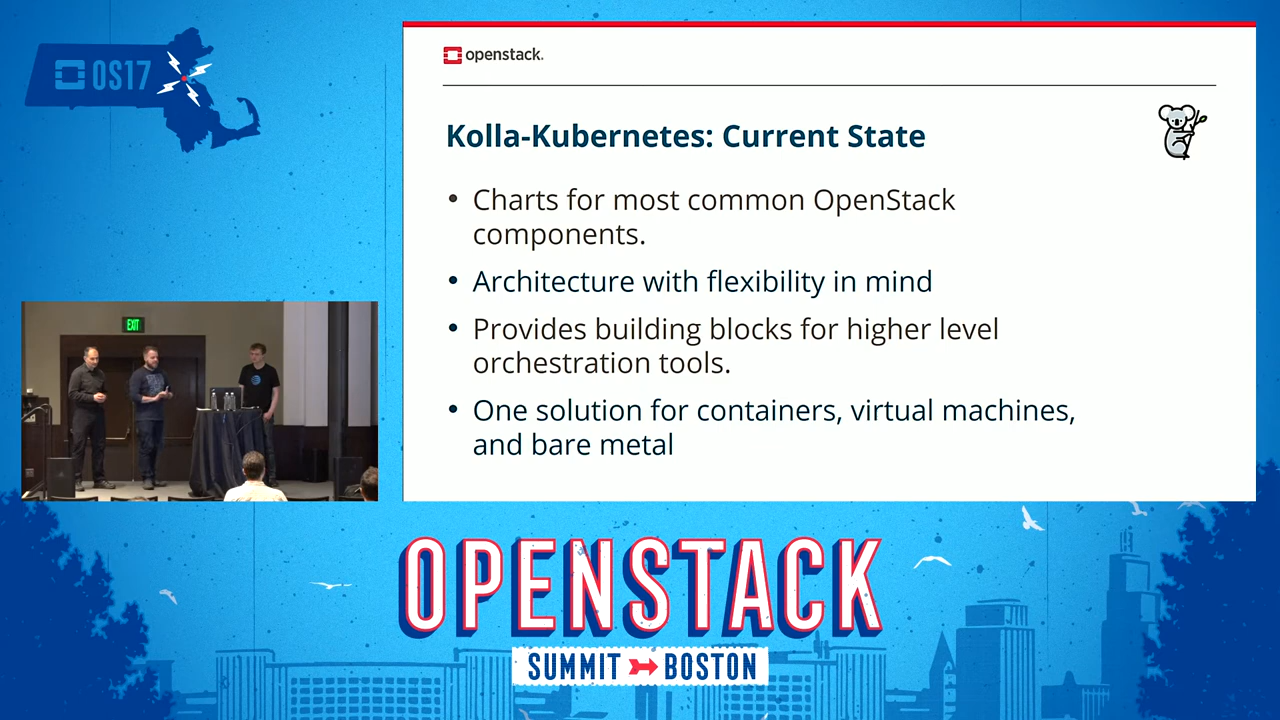 OS17
openstack.
Kolla-Kubernetes: Current State
• Charts for most common OpenStack
components.
• Architecture with flexibility in mind
• Provides building blocks for higher level
orchestration tools.
• One solution for containers, virtual machines,
and bare metal
EXIT
OPENSTACK
SUMMIT BOSTON